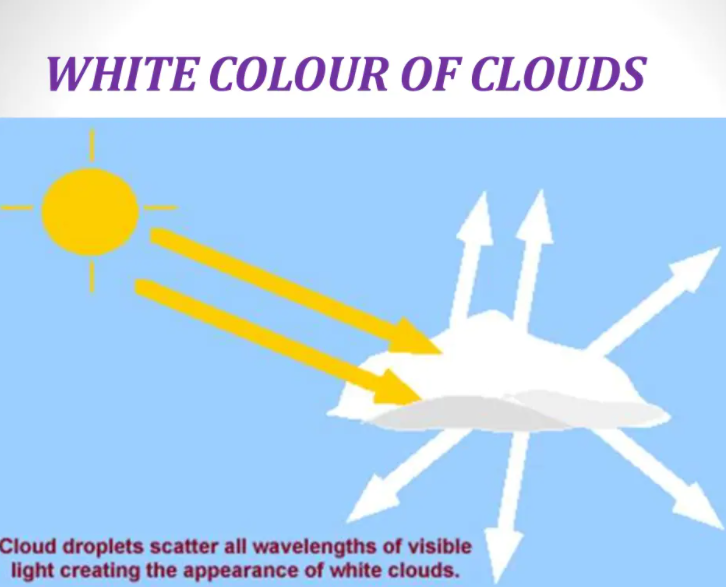 WHITE COLOUR OF CLOUDS
Cloud droplets scatter all wavelengths of visible
light creating the appearance of white clouds.